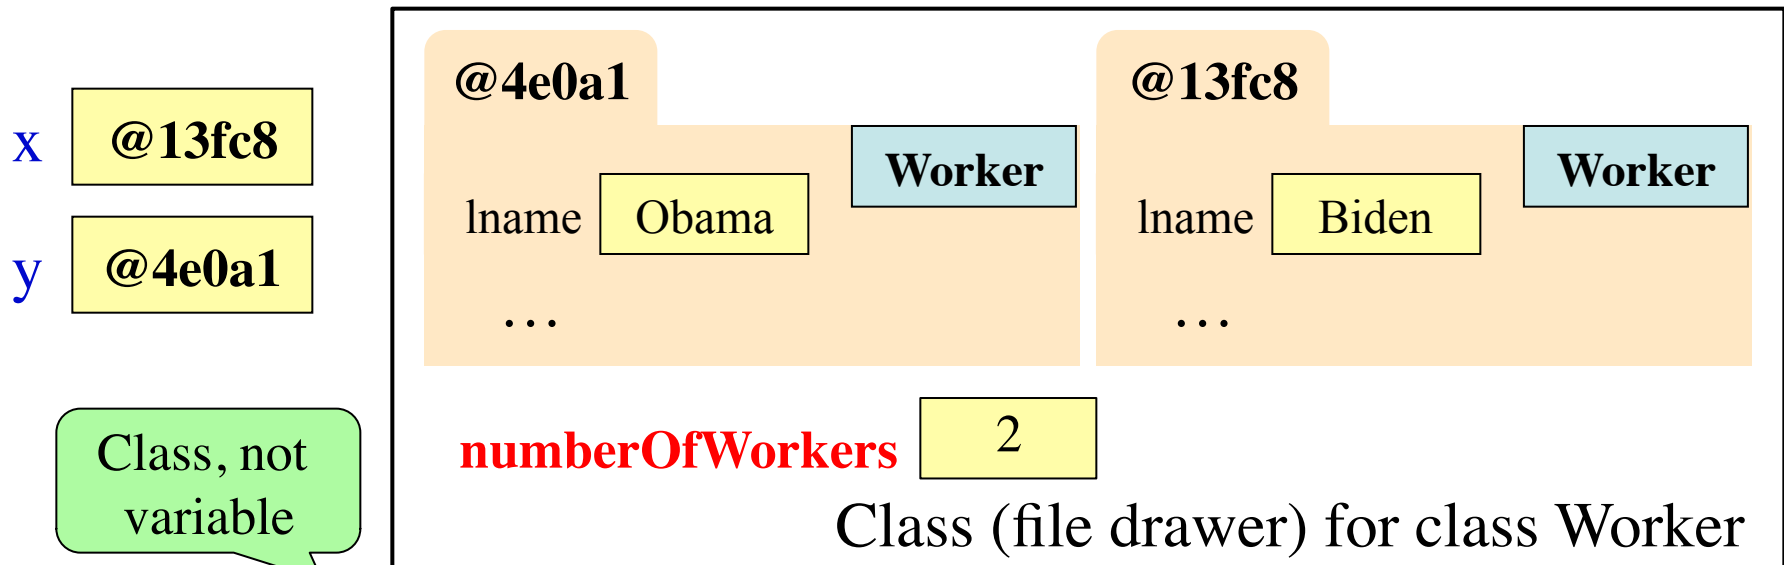 x @13fc8
y @4e0a1
Class, not
variable
@4e0a1
Worker
lname Obama
…
@13fc8
Worker
lname Biden
…
numberOfWorkers 2
Class (file drawer) for class Worker